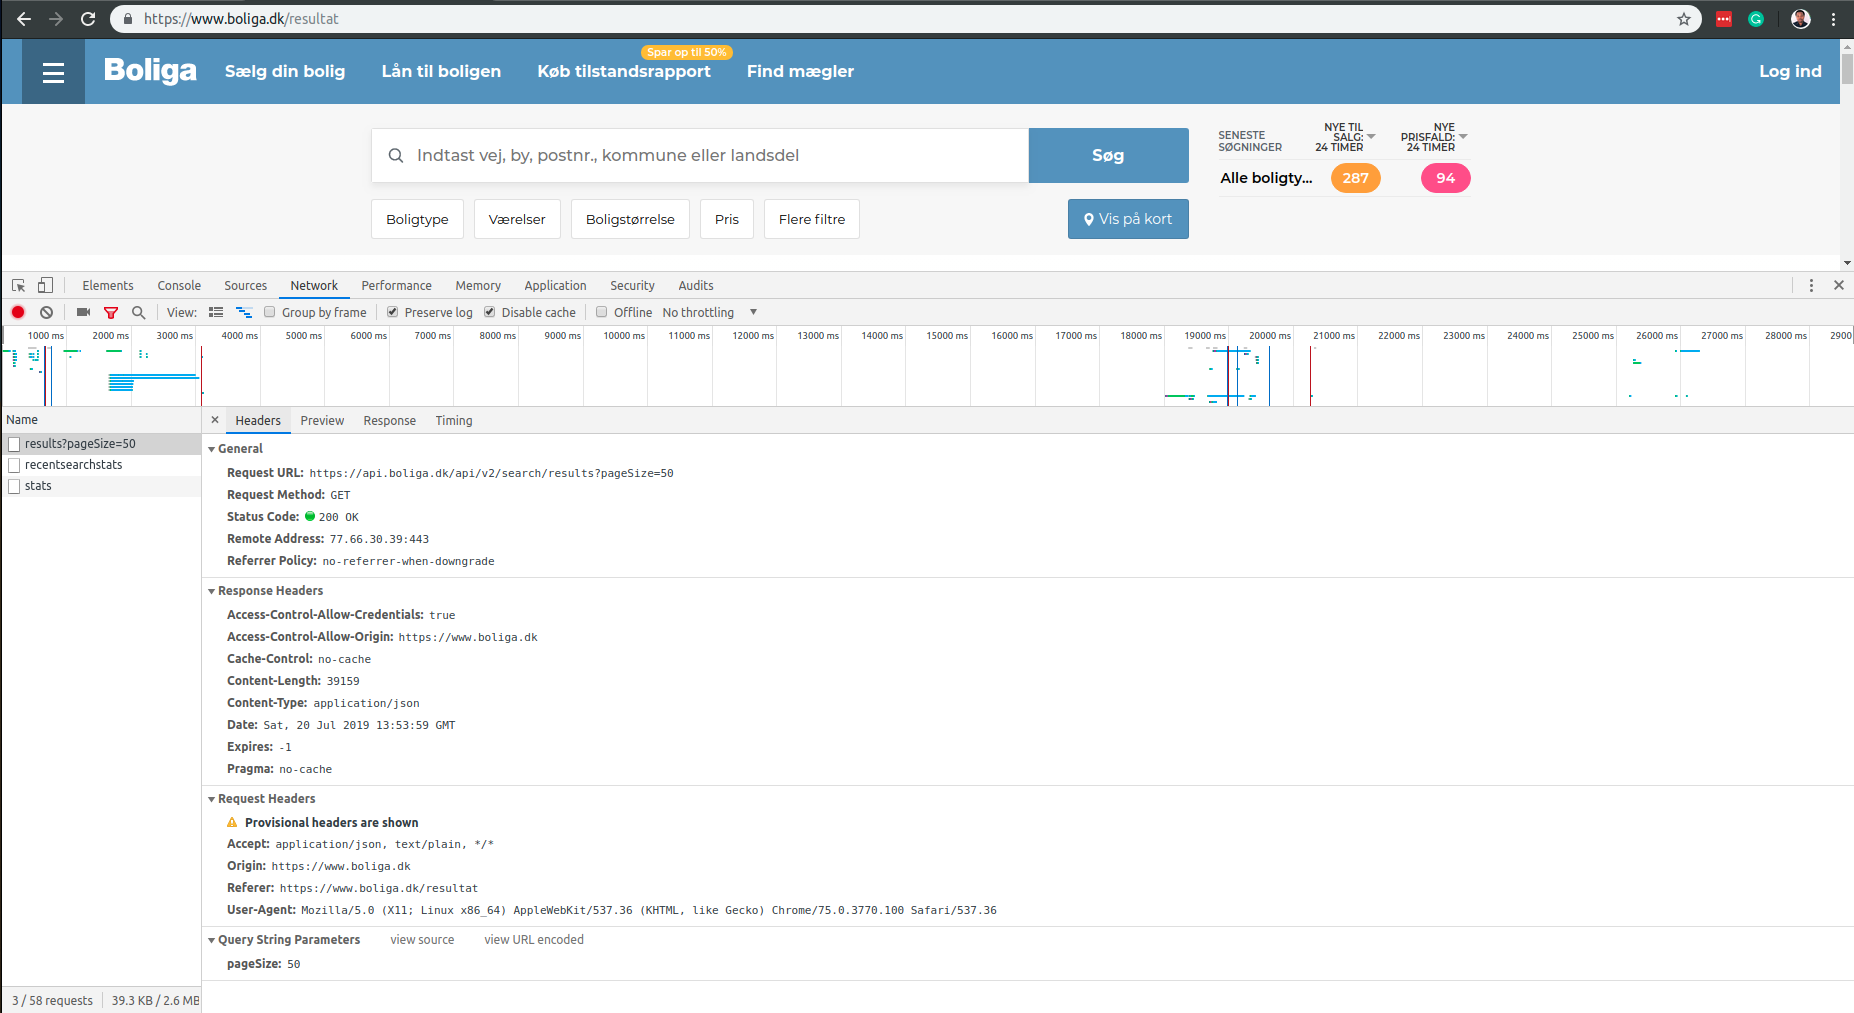 https://www.boliga.dk/resultat
Spar op til 50%
Boliga Sælg din bolig Lån til boligen Køb tilstandsrapport Find mægler Log ind
Indtast vej, by, postnr., kommune eller landsdel Søg
SENESTE SØGNINGER NYE TIL SALG: 24 TIMER NYE PRISFALD: 24 TIMER
Alle boligty... 287 94
Boligtype Værelser Boligstørrelse Pris Flere filtre Vis på kort
Elements Console Sources Network Performance Memory Application Security Audits
View: Group by frame Preserve log Disable cache Offline No throttling
1000 ms 2000 ms 3000 ms 4000 ms 5000 ms 6000 ms 7000 ms 8000 ms 9000 ms 10000 ms 11000 ms 12000 ms 13000 ms 14000 ms 15000 ms 16000 ms 17000 ms 18000 ms 19000 ms 20000 ms 21000 ms 22000 ms 23000 ms 24000 ms 25000 ms 26000 ms 27000 ms 28000 ms 2900
Name
results?pageSize=50
recentsearchstats
stats
3 / 58 requests 39.3 KB / 2.6 MB
× Headers Preview Response Timing
General
Request URL: https://api.boliga.dk/api/v2/search/results?pageSize=50
Request Method: GET
Status Code: 200 OK
Remote Address: 77.66.30.39:443
Referrer Policy: no-referrer-when-downgrade
Response Headers
Access-Control-Allow-Credentials: true
Access-Control-Allow-Origin: https://www.boliga.dk
Cache-Control: no-cache
Content-Length: 39159
Content-Type: application/json
Date: Sat, 20 Jul 2019 13:53:59 GMT
Expires: -1
Pragma: no-cache
Request Headers
Provisional headers are shown
Accept: application/json, text/plain, */*
Origin: https://www.boliga.dk
Referer: https://www.boliga.dk/resultat
User-Agent: Mozilla/5.0 (X11; Linux x86_64) AppleWebKit/537.36 (KHTML, like Gecko) Chrome/75.0.3770.100 Safari/537.36
Query String Parameters view source view URL encoded
pageSize: 50